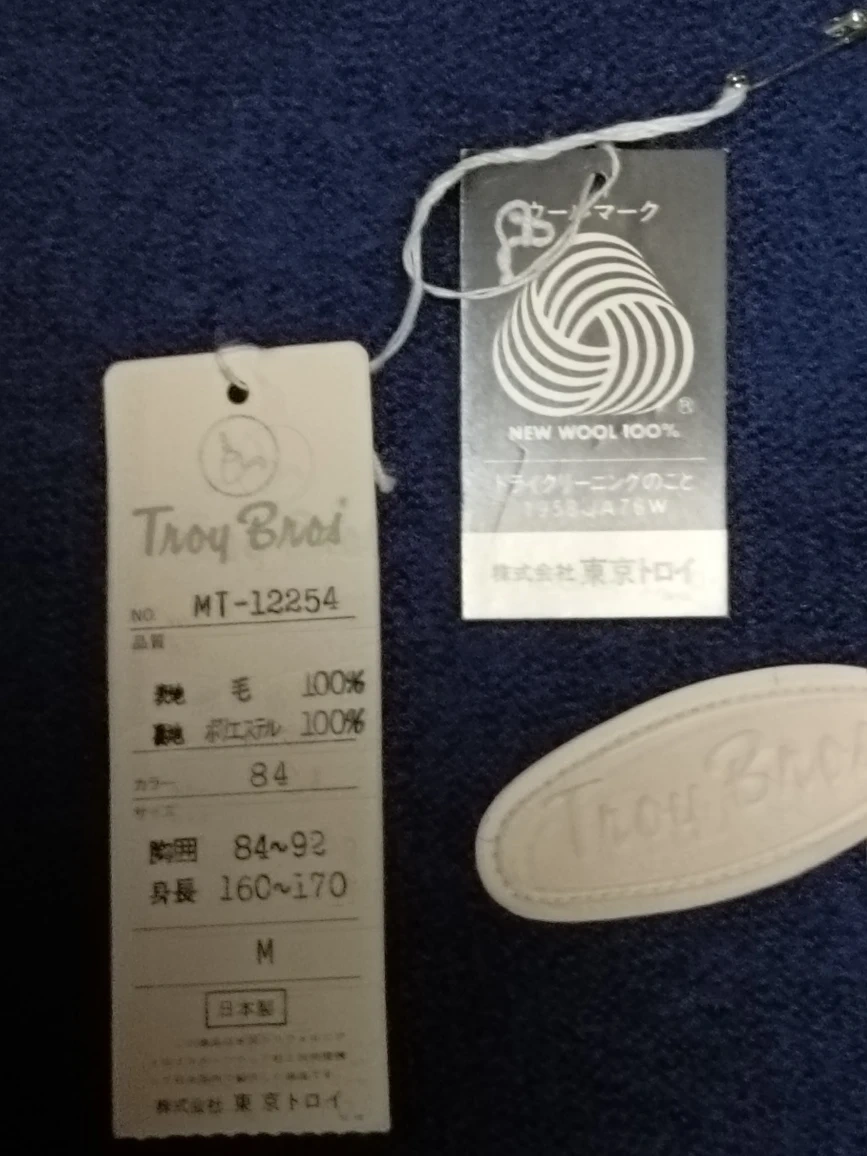 Troy Bros
NO. MT-12254
品質
表地 毛 100%
裏地 ポリエステル 100%
カラー 84
サイズ
胸囲 84~92
身長 160~170
M
日本製
株式会社 東京トロイ
ウールマーク
®
NEW WOOL 100%
ドライクリーニングのこと
株式会社 東京トロイ
Troy Bros